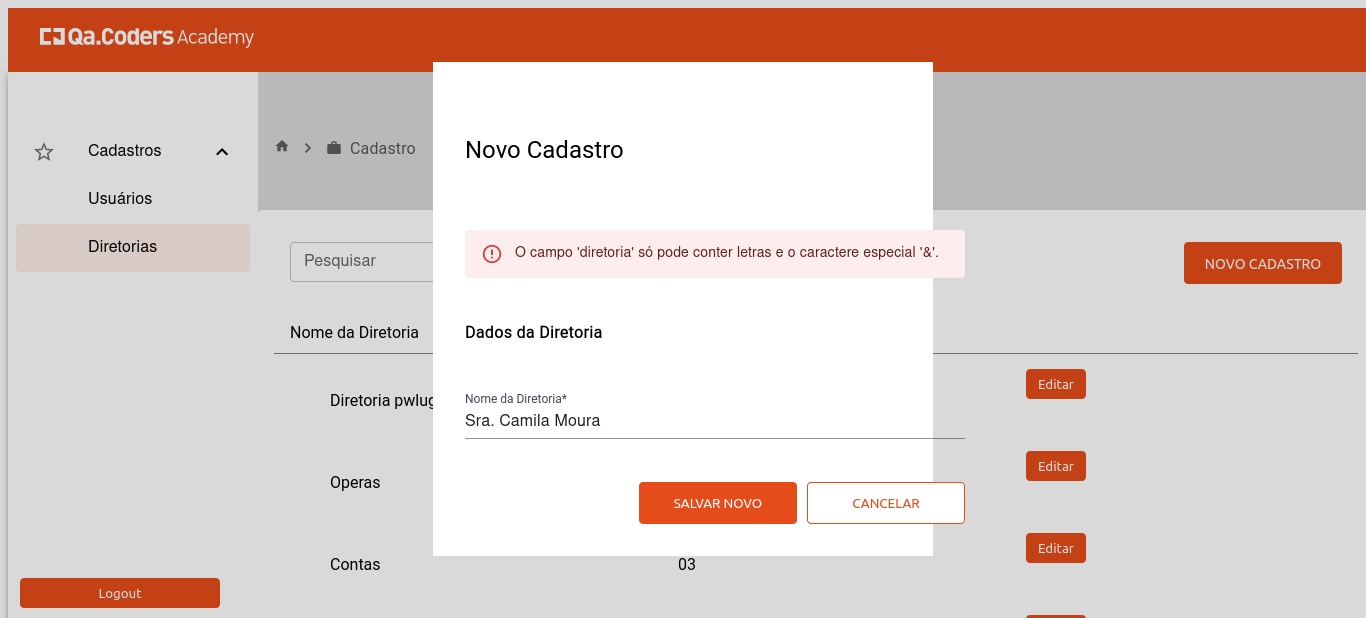 Qa.Coders Academy
Cadastros
Usuários
Diretorias
Logout
Cadastro
Pesquisar
NOVO CADASTRO
Nome da Diretoria
Diretoria pwlug
Editar
Operas
Editar
Contas
03
Editar
Novo Cadastro
O campo 'diretoria' só pode conter letras e o caractere especial '&'.
Dados da Diretoria
Nome da Diretoria*
Sra. Camila Moura
SALVAR NOVO
CANCELAR